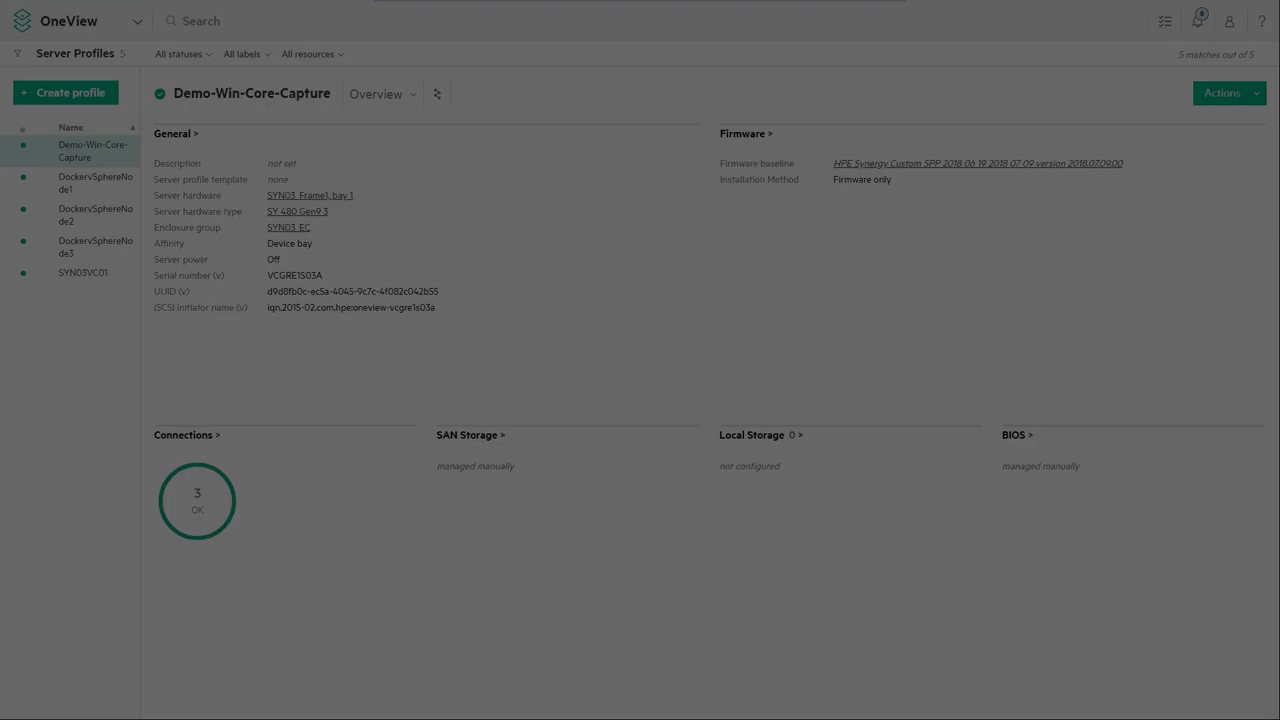 OneView
Search
8
?
Server Profiles 5
All statuses
All labels
All resources
5 matches out of 5
+ Create profile
Name
Demo-Win-Core-
Capture
DockervSphereNo
de1
DockervSphereNo
de2
DockervSphereNo
de3
SYN03VC01
Demo-Win-Core-Capture
Overview
Actions
General >
Description not set
Server profile template none
Server hardware SYN03_Frame1, bay 1
Server hardware type SY 480 Gen9 3
Enclosure group SYN03_EC
Affinity Device bay
Server power Off
Serial number (v) VCGRE1S03A
UUID (v) d9d8fb0c-ec5a-4045-9c7c-4f082c042b55
iSCSI initiator name (v) iqn.2015-02.com.hpe:oneview-vcgre1s03a
Firmware >
Firmware baseline HPE Synergy Custom SPP 2018 06 19 2018 07 09 version 2018.07.09.00
Installation Method Firmware only
Connections >
3
OK
SAN Storage >
managed manually
Local Storage 0 >
not configured
BIOS >
managed manually